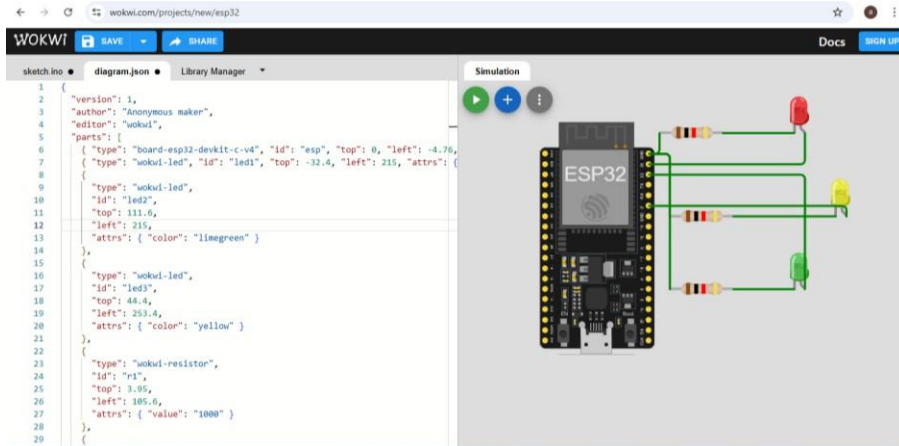 wokwi.com/projects/new/esp32
WOKWI SAVE SHARE Docs SIGN UP
sketch.ino ● diagram.json ● Library Manager
Simulation
1 {
2 "version": 1,
3 "author": "Anonymous maker",
4 "editor": "wokwi",
5 "parts": [
6 { "type": "board-esp32-devkit-c-v4", "id": "esp", "top": 0, "left": -4.76,
7 { "type": "wokwi-led", "id": "led1", "top": -32.4, "left": 215, "attrs": {
8 {
9 "type": "wokwi-led",
10 "id": "led2",
11 "top": 111.6,
12 "left": 215,
13 "attrs": { "color": "limegreen" }
14 },
15 {
16 "type": "wokwi-led",
17 "id": "led3",
18 "top": 44.4,
19 "left": 253.4,
20 "attrs": { "color": "yellow" }
21 },
22 {
23 "type": "wokwi-resistor",
24 "id": "r1",
25 "top": 3.95,
26 "left": 105.6,
27 "attrs": { "value": "1000" }
28 },
29 {
ESP32